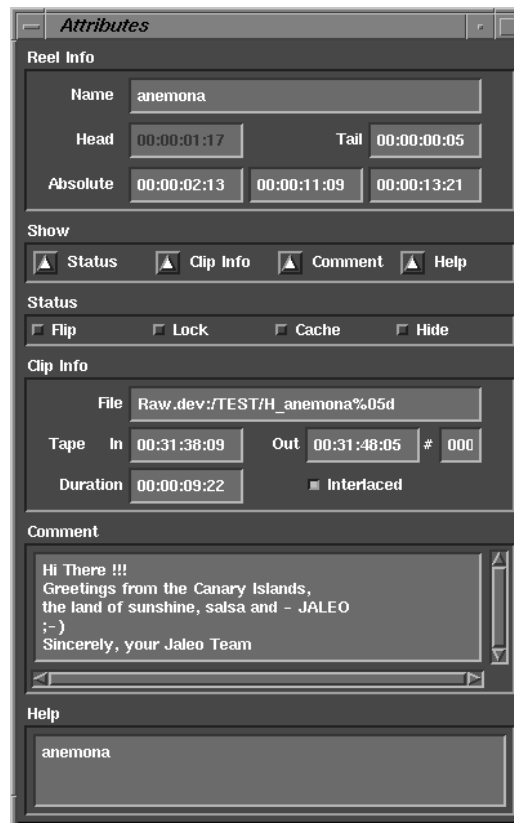 Attributes
Reel Info
Name anemona
Head 00:00:01:17 Tail 00:00:00:05
Absolute 00:00:02:13 00:00:11:09 00:00:13:21
Show
Status Clip Info Comment Help
Status
Flip Lock Cache Hide
Clip Info
File Raw.dev:/TEST/H_anemona%05d
Tape In 00:31:38:09 Out 00:31:48:05 # 000
Duration 00:00:09:22 Interlaced
Comment
Hi There !!!
Greetings from the Canary Islands,
the land of sunshine, salsa and - JALEO
;-)
Sincerely, your Jaleo Team
Help
anemona